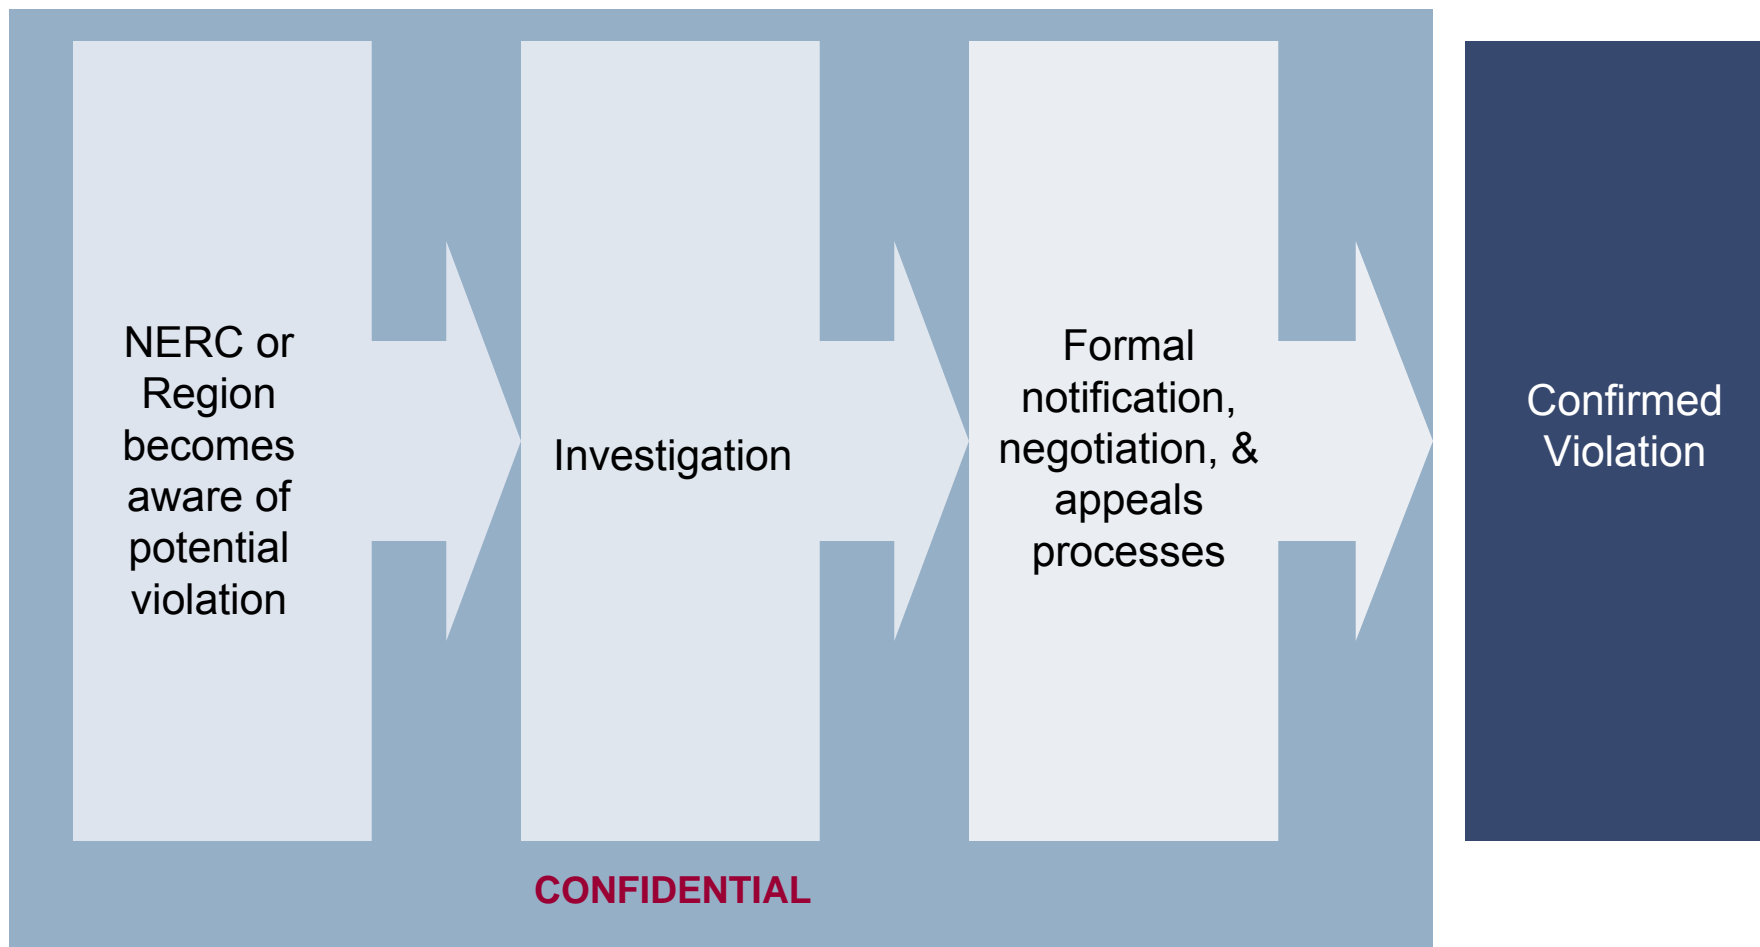 NERC or
Region
becomes
aware of
potential
violation
Investigation
Formal
notification,
negotiation, &
appeals
processes
Confirmed
Violation
CONFIDENTIAL